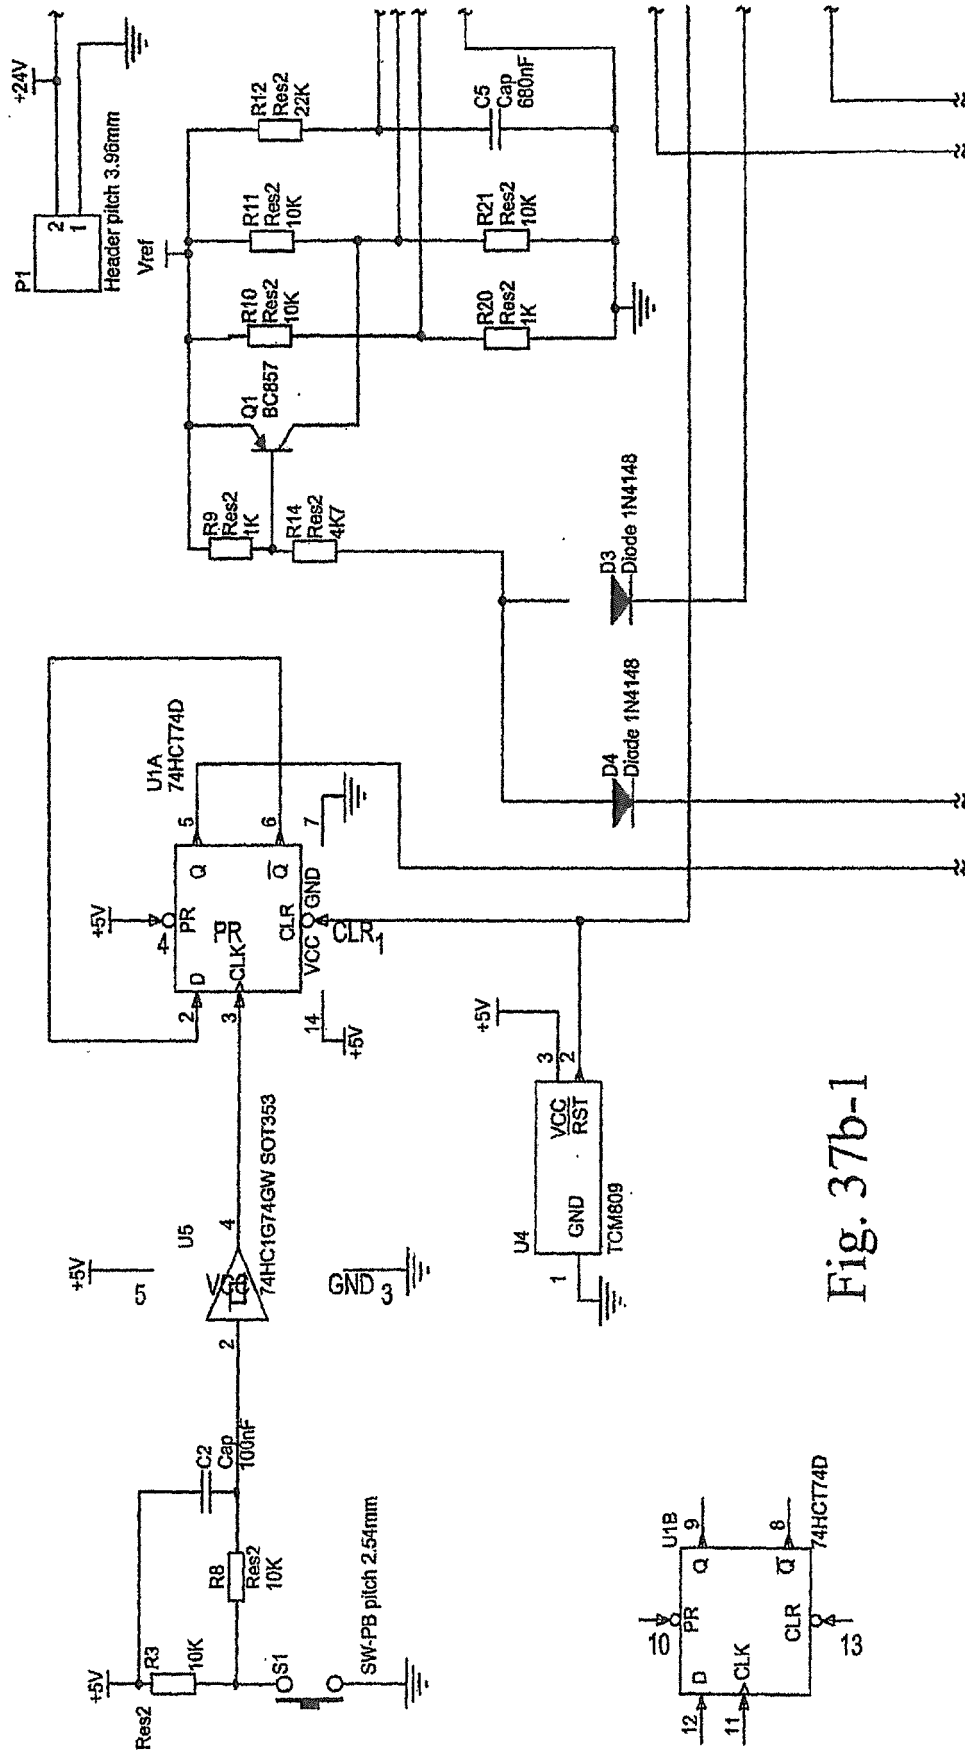 +24V
P1
2
1
Header pitch 3.96mm
Vref
R12
Res2
22K
C5
Cap
680nF
R11
Res2
10K
R21
Res2
10K
R10
Res2
10K
R20
Res2
1K
Q1
BC857
R9
Res2
1K
R14
Res2
4K7
D3
Diode 1N4148
D4
Diode 1N4148
U1A
74HCT74D
5
Q
6
Q
7
GND
+5V
4
PR
PR
CLR
CLR1
VCC
D
2
CLK
3
14
+5V
+5V
3
2
VCC
RST
GND
U4
TCM809
1
U5
74HC1G74GW SOT353
4
+5V
5
VCC
GND 3
2
C2
Cap
100nF
R8
Res2
10K
+5V
R3
10K
Res2
S1
SW-PB pitch 2.54mm
U1B
74HCT74D
9
Q
8
Q
10
PR
CLR
13
D
12
CLK
11
Fig. 37b-1